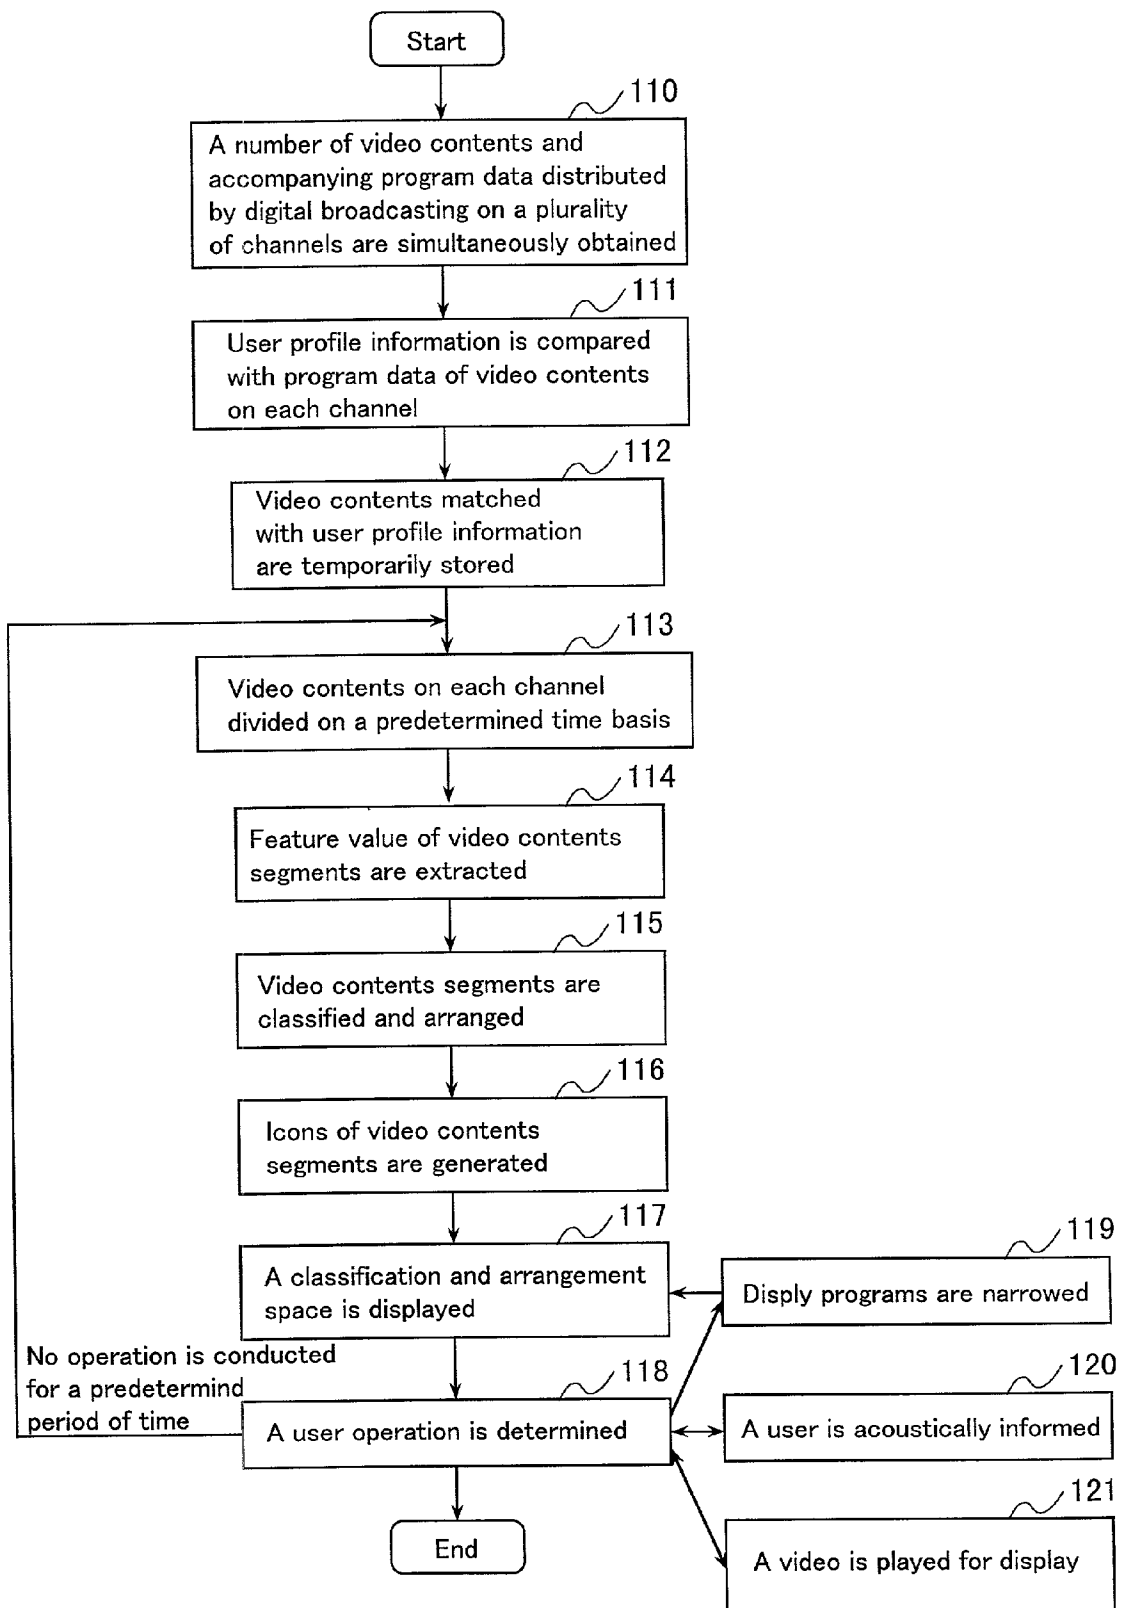 Start
110
A number of video contents and
accompanying program data distributed
by digital broadcasting on a plurality
of channels are simultaneously obtained
111
User profile information is compared
with program data of video contents
on each channel
112
Video contents matched
with user profile information
are temporarily stored
113
Video contents on each channel
divided on a predetermined time basis
114
Feature value of video contents
segments are extracted
115
Video contents segments are
classified and arranged
116
Icons of video contents
segments are generated
117
A classification and arrangement
space is displayed
119
Disply programs are narrowed
No operation is conducted
for a predetermind
period of time
118
A user operation is determined
120
A user is acoustically informed
121
A video is played for display
End